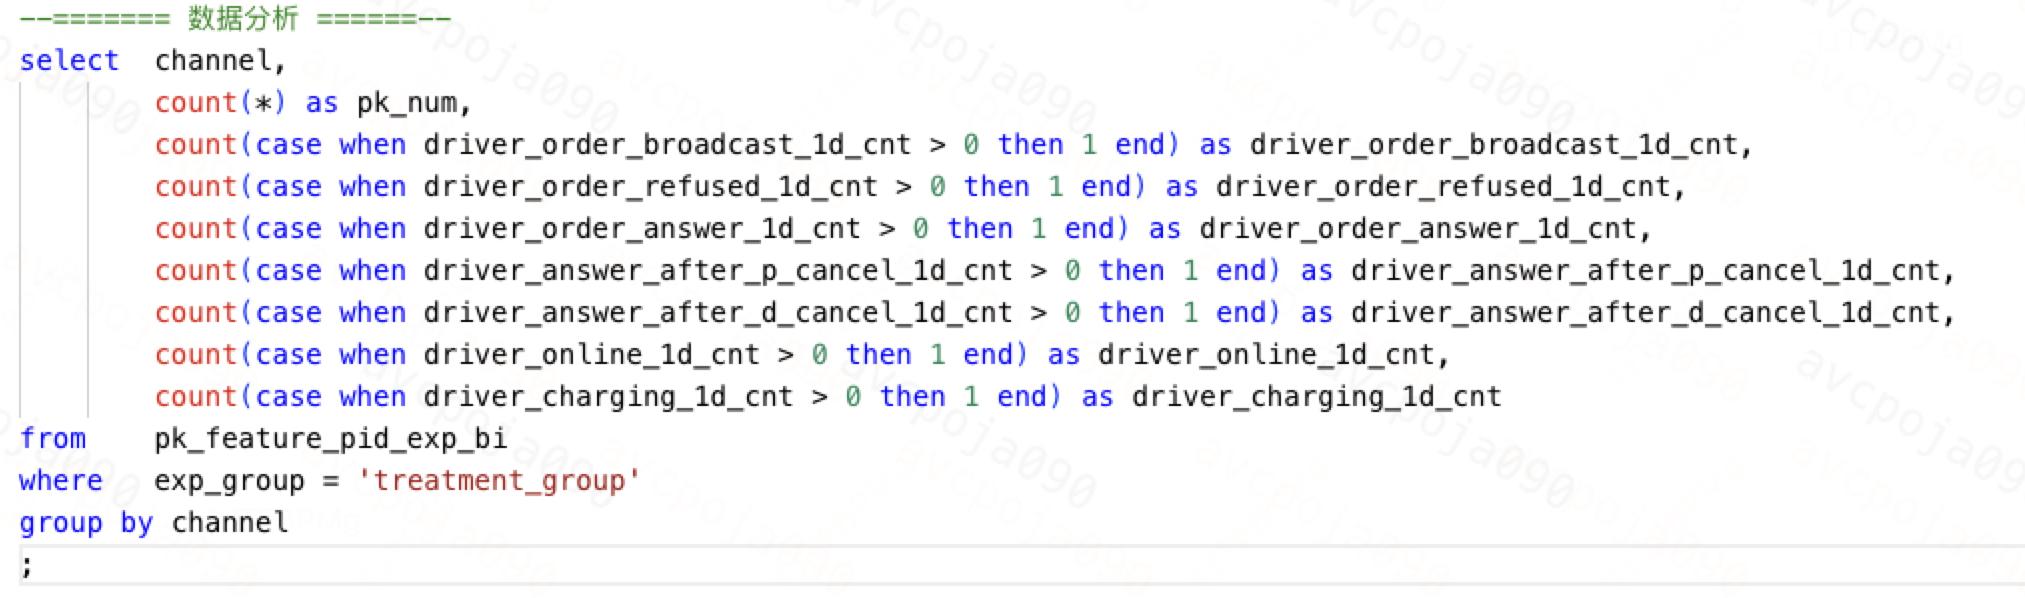 --======= 数据分析 ======--
select  channel,
        count(*) as pk_num,
        count(case when driver_order_broadcast_1d_cnt > 0 then 1 end) as driver_order_broadcast_1d_cnt,
        count(case when driver_order_refused_1d_cnt > 0 then 1 end) as driver_order_refused_1d_cnt,
        count(case when driver_order_answer_1d_cnt > 0 then 1 end) as driver_order_answer_1d_cnt,
        count(case when driver_answer_after_p_cancel_1d_cnt > 0 then 1 end) as driver_answer_after_p_cancel_1d_cnt,
        count(case when driver_answer_after_d_cancel_1d_cnt > 0 then 1 end) as driver_answer_after_d_cancel_1d_cnt,
        count(case when driver_online_1d_cnt > 0 then 1 end) as driver_online_1d_cnt,
        count(case when driver_charging_1d_cnt > 0 then 1 end) as driver_charging_1d_cnt
from    pk_feature_pid_exp_bi
where   exp_group = 'treatment_group'
group by channel
;